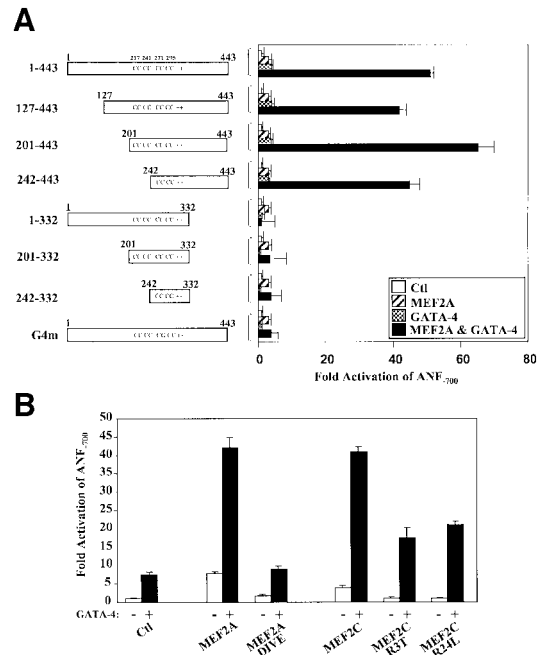 A
1 217 241 271 295 443
1-443
127 443
127-443
201 443
201-443
242 443
242-443
1 332
1-332
201 332
201-332
242 332
242-332
1 443
G4m
Ctl
MEF2A
GATA-4
MEF2A & GATA-4
0 20 40 60 80
Fold Activation of ANF-700
B
Fold Activation of ANF-700
50
45
40
35
30
25
20
15
10
5
0
GATA-4: - + - + - + - + - + - +
Ctl
MEF2A
MEF2A DIVE
MEF2C
MEF2C R3T
MEF2C